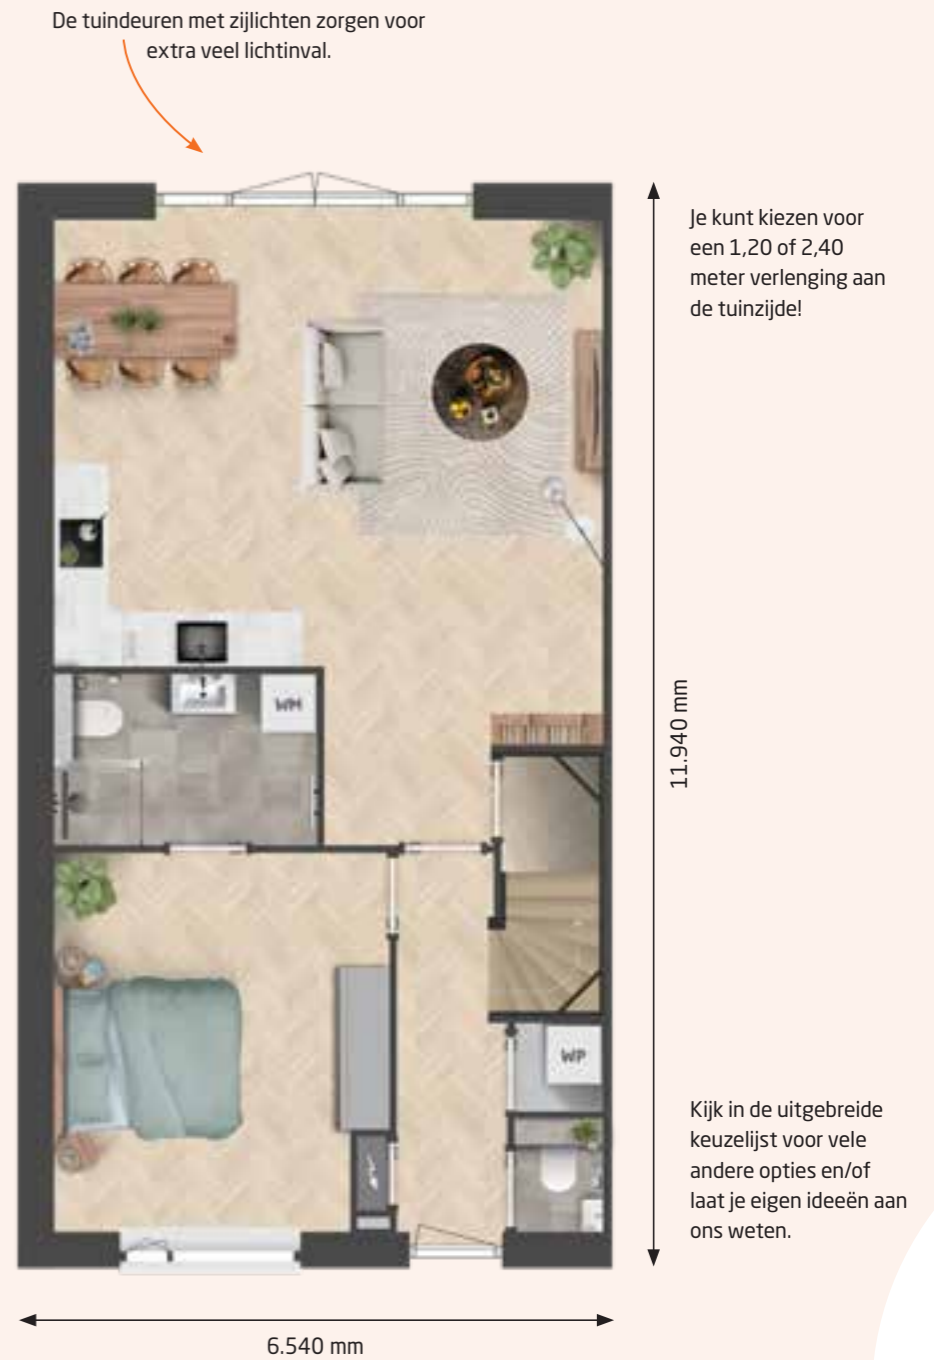 De tuindeuren met zijlichten zorgen voor
extra veel lichtinval.
Je kunt kiezen voor
een 1,20 of 2,40
meter verlenging aan
de tuinzijde!
WM
11.940 mm
WP
Kijk in de uitgebreide
keuzelijst voor vele
andere opties en/of
laat je eigen ideeën aan
ons weten.
6.540 mm